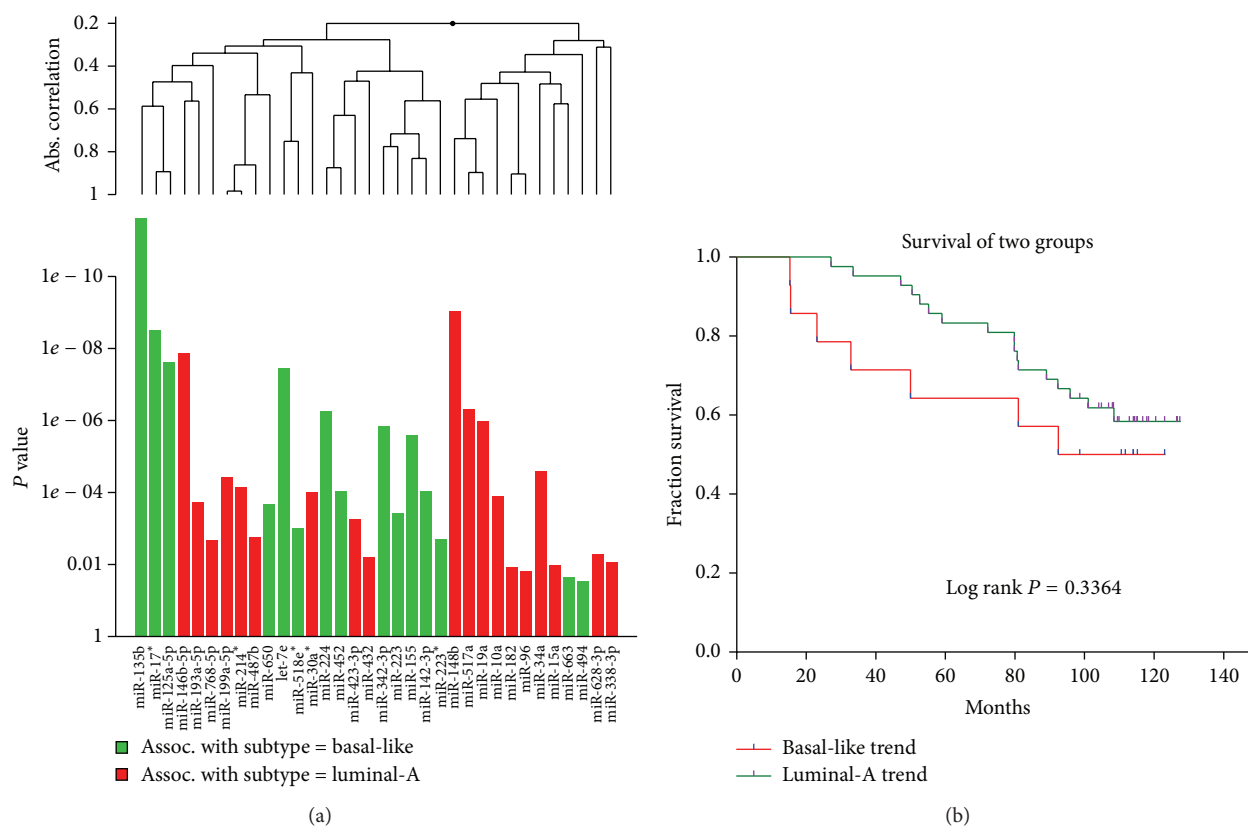 0.2
0.4
0.6
0.8
1
Abs. correlation
1e − 10
1e − 08
1e − 06
1e − 04
0.01
1
P value
miR-135b
miR-17*
miR-125a-5p
miR-146b-5p
miR-193a-5p
miR-768-5p
miR-199a-5p
miR-214*
miR-487b
miR-650
let-7e
miR-518e*
miR-30a*
miR-224
miR-452
miR-423-3p
miR-432
miR-342-3p
miR-223
miR-155
miR-142-3p
miR-223*
miR-148b
miR-517a
miR-19a
miR-10a
miR-182
miR-96
miR-34a
miR-15a
miR-663
miR-494
miR-628-3p
miR-338-3p
Assoc. with subtype = basal-like
Assoc. with subtype = luminal-A
(a)
Survival of two groups
1.0
0.8
0.6
0.4
0.2
0.0
Fraction survival
Log rank P = 0.3364
0 20 40 60 80 100 120 140
Months
Basal-like trend
Luminal-A trend
(b)